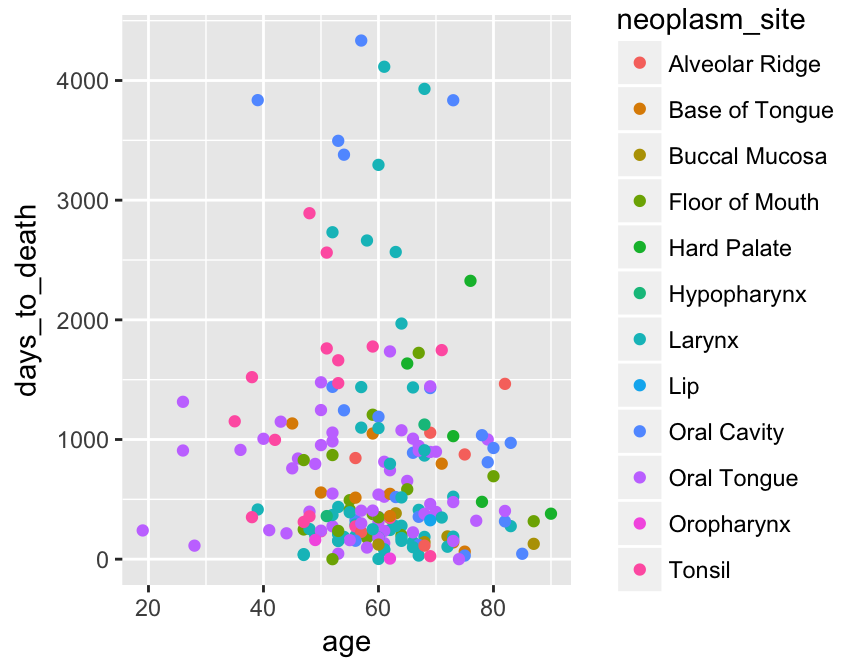 neoplasm_site
Alveolar Ridge
Base of Tongue
Buccal Mucosa
Floor of Mouth
Hard Palate
Hypopharynx
Larynx
Lip
Oral Cavity
Oral Tongue
Oropharynx
Tonsil
days_to_death
4000
3000
2000
1000
0
20 40 60 80
age